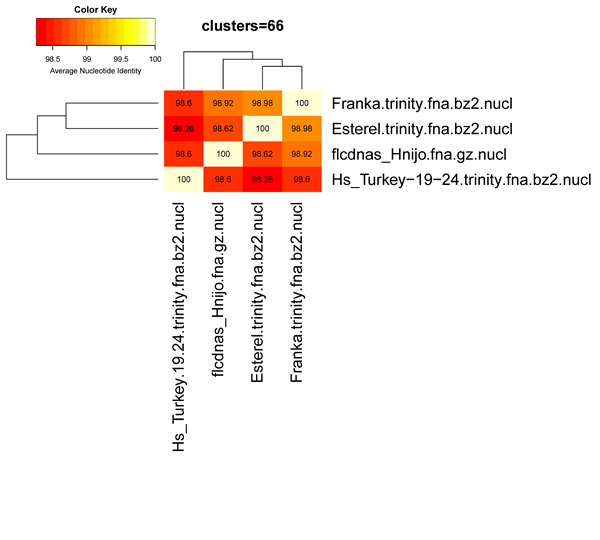 Color Key
98.5 99 99.5 100
Average Nucleotide Identity
clusters=66
98.6 98.92 98.98 100 Franka.trinity.fna.bz2.nucl
98.26 98.62 100 98.98 Esterel.trinity.fna.bz2.nucl
98.6 100 98.62 98.92 flcdnas_Hnijo.fna.gz.nucl
100 98.6 98.26 98.6 Hs_Turkey−19−24.trinity.fna.bz2.nucl
Hs_Turkey.19.24.trinity.fna.bz2.nucl
flcdnas_Hnijo.fna.gz.nucl
Esterel.trinity.fna.bz2.nucl
Franka.trinity.fna.bz2.nucl